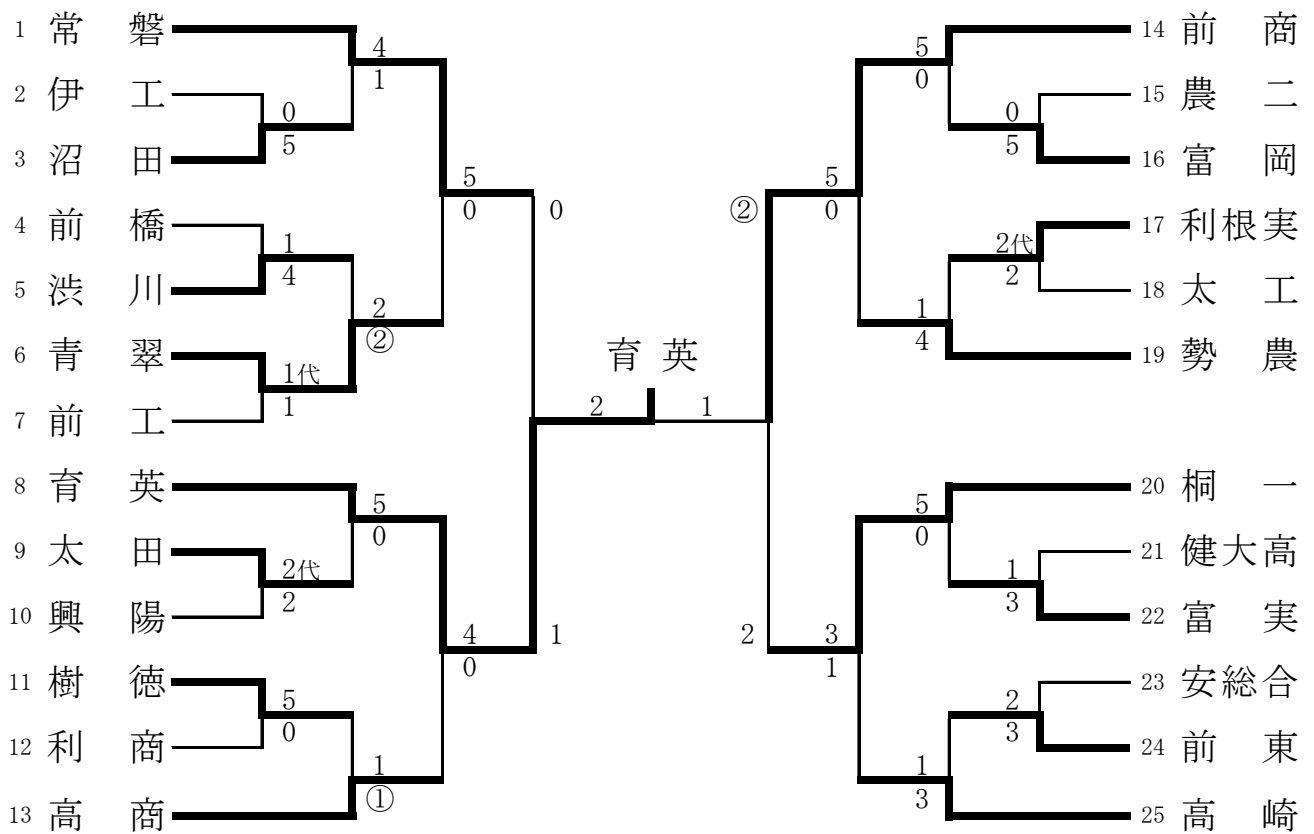 1 常磐
2 伊工
3 沼田
4 前橋
5 渋川
6 青翠
7 前工
8 育英
9 太田
10 興陽
11 樹徳
12 利商
13 高商
4
1
0
5
1
4
2
②
1代
1
5
0
2代
2
5
0
1
①
5
0
4
0
0
1
育英
2
1
②
2
5
0
3
1
5
0
0
5
2代
2
1
4
5
0
1
3
2
3
1
3
14 前商
15 農二
16 富岡
17 利根実
18 太工
19 勢農
20 桐一
21 健大高
22 富実
23 安総合
24 前東
25 高崎